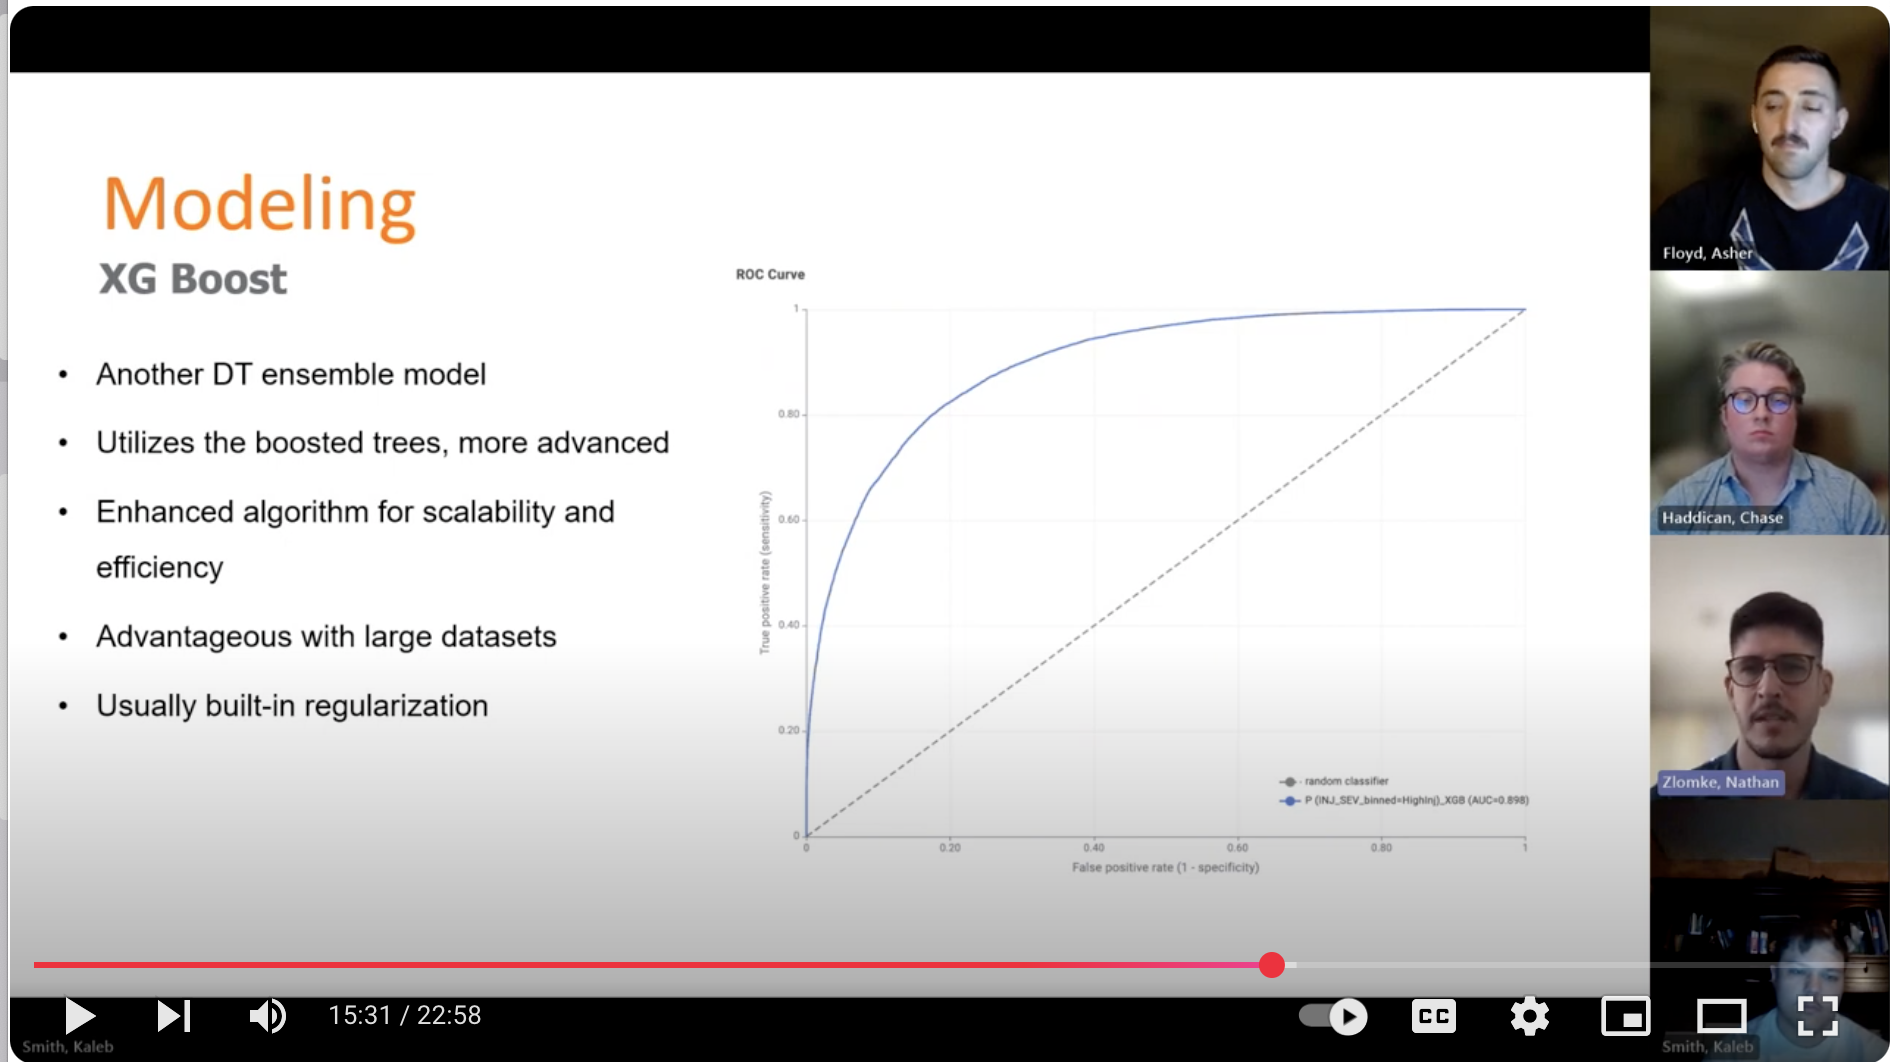 Modeling
XG Boost
• Another DT ensemble model
• Utilizes the boosted trees, more advanced
• Enhanced algorithm for scalability and
efficiency
• Advantageous with large datasets
• Usually built-in regularization
ROC Curve
1
0.80
0.60
0.40
0.20
0
True positive rate (sensitivity)
random classifier
P (INJ_SEV_binned=HighInj)_XGB (AUC=0.898)
0
0.20
0.40
0.60
0.80
1
False positive rate (1 - specificity)
Floyd, Asher
Haddican, Chase
Zlomke, Nathan
Smith, Kaleb
15:31 / 22:58
CC
Smith, Kaleb